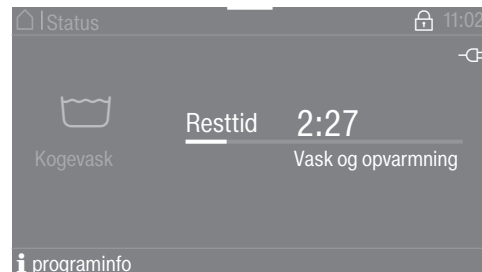 Status 11:02
Resttid 2:27
Kogevask Vask og opvarmning
programinfo